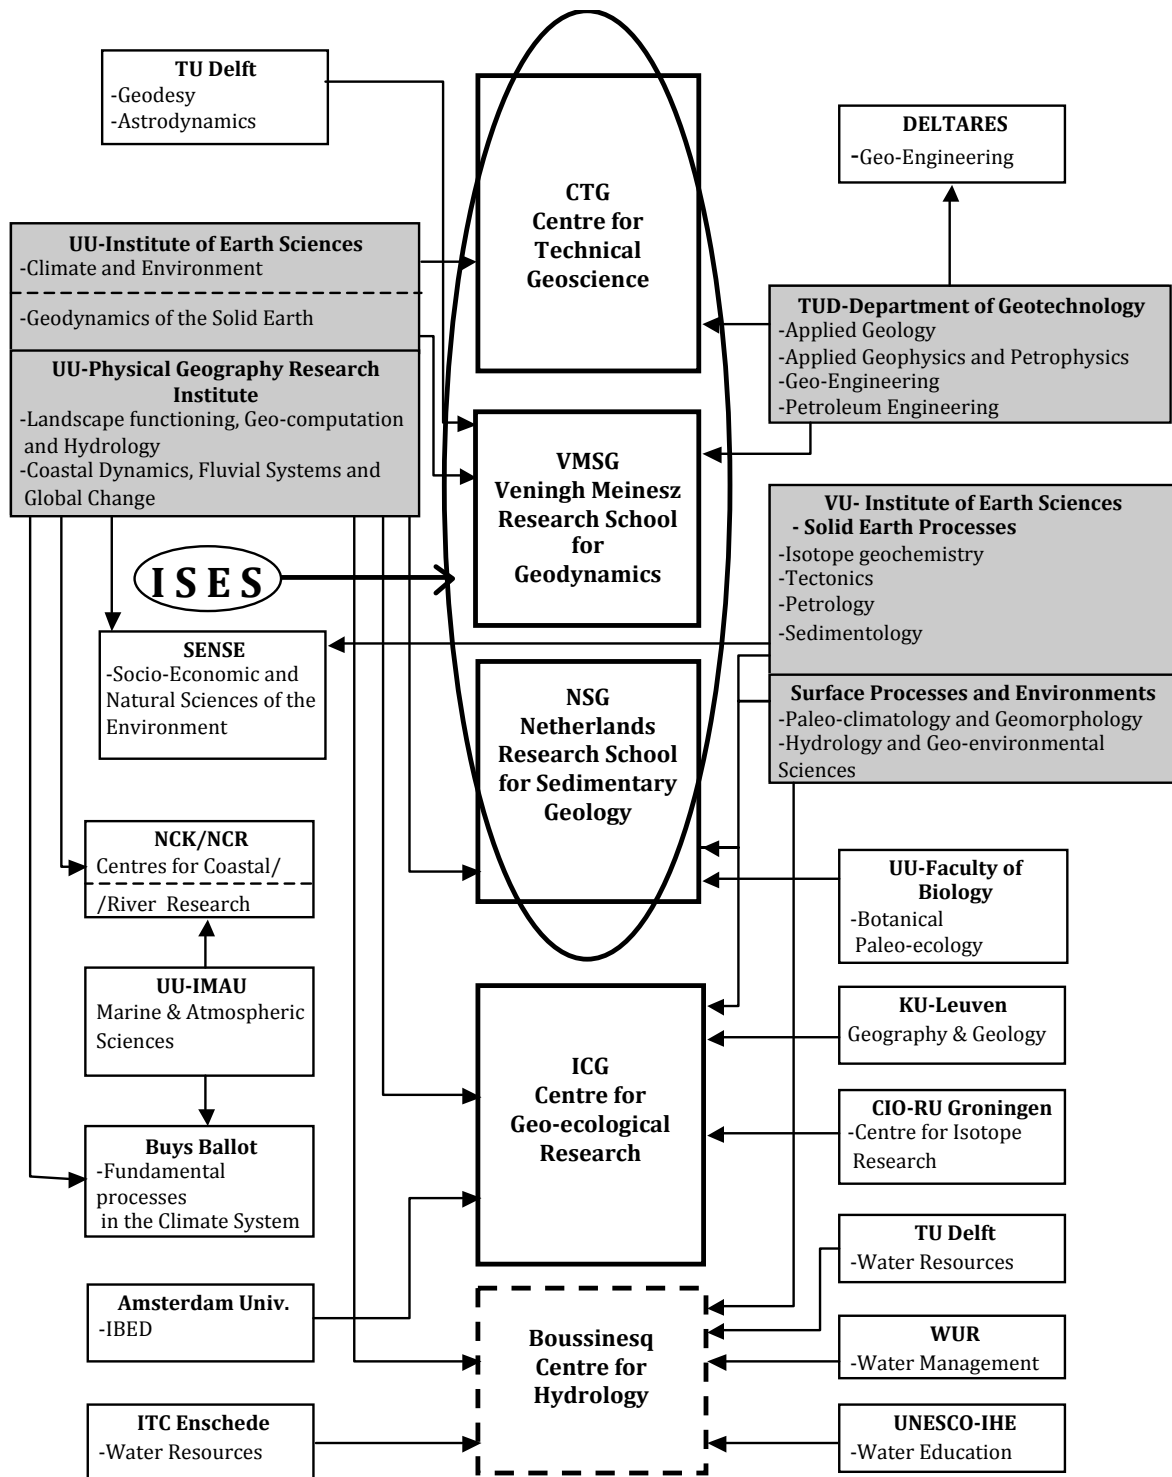 TU Delft
-Geodesy
-Astrodynamics
CTG
Centre for
Technical
Geoscience
DELTARES
-Geo-Engineering
UU-Institute of Earth Sciences
-Climate and Environment
-Geodynamics of the Solid Earth
UU-Physical Geography Research
Institute
-Landscape functioning, Geo-computation
and Hydrology
-Coastal Dynamics, Fluvial Systems and
Global Change
TUD-Department of Geotechnology
-Applied Geology
-Applied Geophysics and Petrophysics
-Geo-Engineering
-Petroleum Engineering
VMSG
Veningh Meinesz
Research School
for
Geodynamics
VU- Institute of Earth Sciences
- Solid Earth Processes
-Isotope geochemistry
-Tectonics
-Petrology
-Sedimentology
Surface Processes and Environments
-Paleo-climatology and Geomorphology
-Hydrology and Geo-environmental
Sciences
I S E S
SENSE
-Socio-Economic and
Natural Sciences of the
Environment
NSG
Netherlands
Research School
for Sedimentary
Geology
NCK/NCR
Centres for Coastal/
/River Research
UU-Faculty of
Biology
-Botanical
Paleo-ecology
UU-IMAU
Marine & Atmospheric
Sciences
KU-Leuven
Geography & Geology
ICG
Centre for
Geo-ecological
Research
CIO-RU Groningen
-Centre for Isotope
Research
Buys Ballot
-Fundamental
processes
in the Climate System
TU Delft
-Water Resources
Amsterdam Univ.
-IBED
Boussinesq
Centre for
Hydrology
WUR
-Water Management
ITC Enschede
-Water Resources
UNESCO-IHE
-Water Education